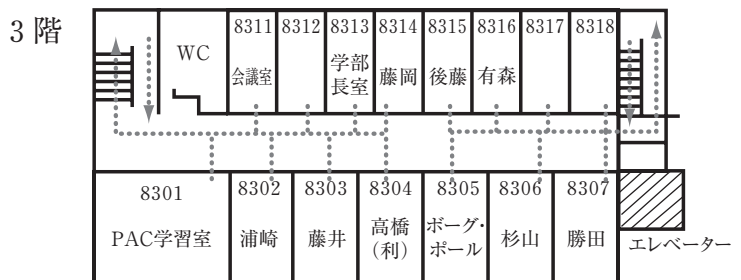 3 階
WC
8311 8312 8313 8314 8315 8316 8317 8318
会議室 学部 藤岡 後藤 有森
長室
8301 8302 8303 8304 8305 8306 8307
PAC学習室 浦崎 藤井 高橋 ボーグ・ 杉山 勝田
(利) ポール
エレベーター